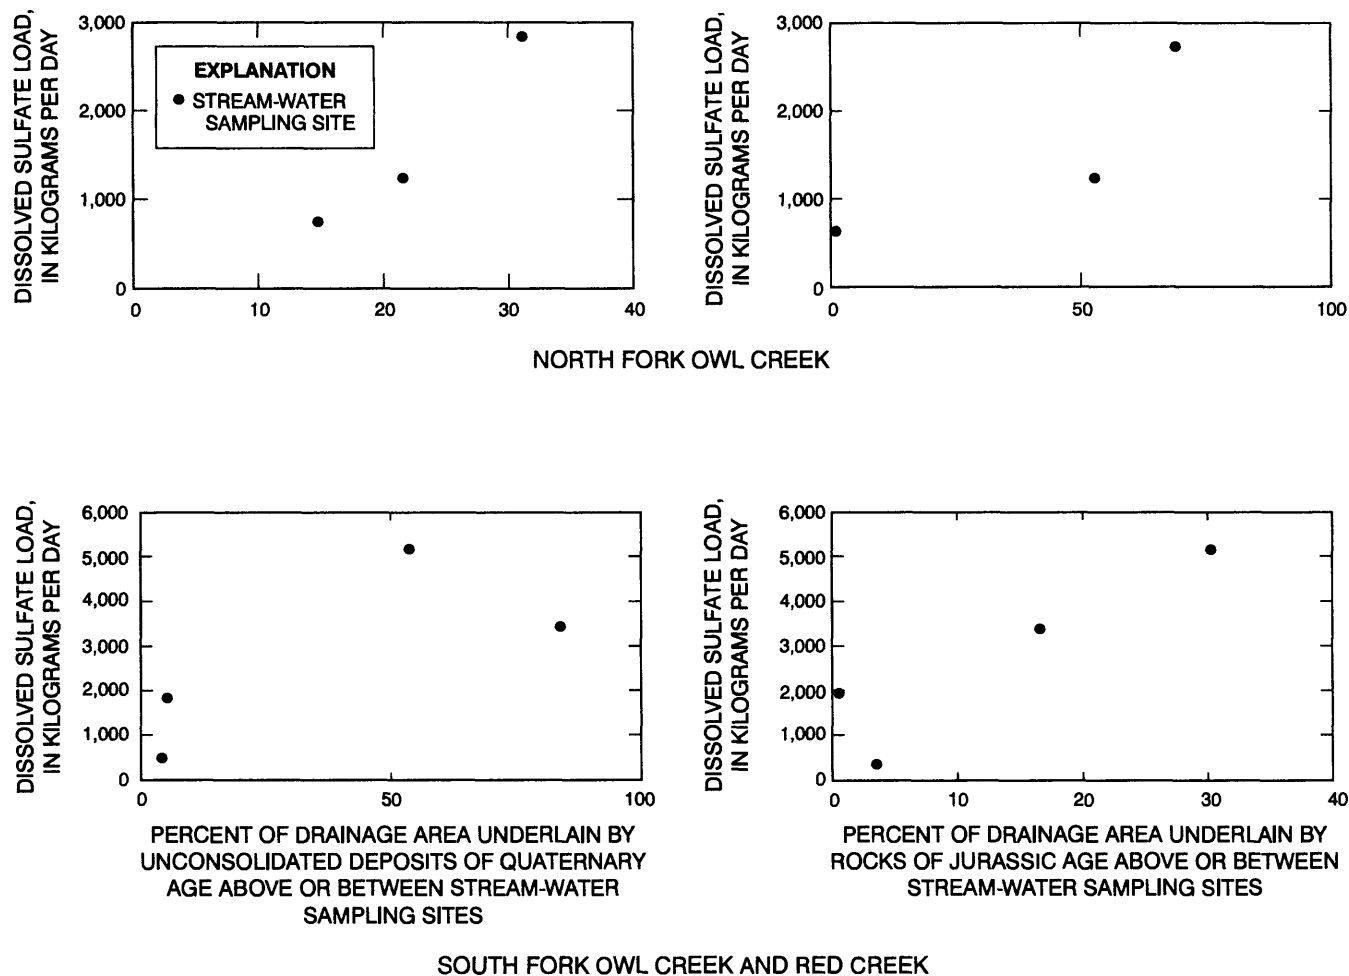 DISSOLVED SULFATE LOAD,
IN KILOGRAMS PER DAY
3,000
2,000
1,000
0
EXPLANATION
STREAM-WATER
SAMPLING SITE
0 10 20 30 40
DISSOLVED SULFATE LOAD,
IN KILOGRAMS PER DAY
3,000
2,000
1,000
0
0 50 100
NORTH FORK OWL CREEK
DISSOLVED SULFATE LOAD,
IN KILOGRAMS PER DAY
6,000
5,000
4,000
3,000
2,000
1,000
0
0 50 100
PERCENT OF DRAINAGE AREA UNDERLAIN BY
UNCONSOLIDATED DEPOSITS OF QUATERNARY
AGE ABOVE OR BETWEEN STREAM-WATER
SAMPLING SITES
DISSOLVED SULFATE LOAD,
IN KILOGRAMS PER DAY
6,000
5,000
4,000
3,000
2,000
1,000
0
0 10 20 30 40
PERCENT OF DRAINAGE AREA UNDERLAIN BY
ROCKS OF JURASSIC AGE ABOVE OR BETWEEN
STREAM-WATER SAMPLING SITES
SOUTH FORK OWL CREEK AND RED CREEK